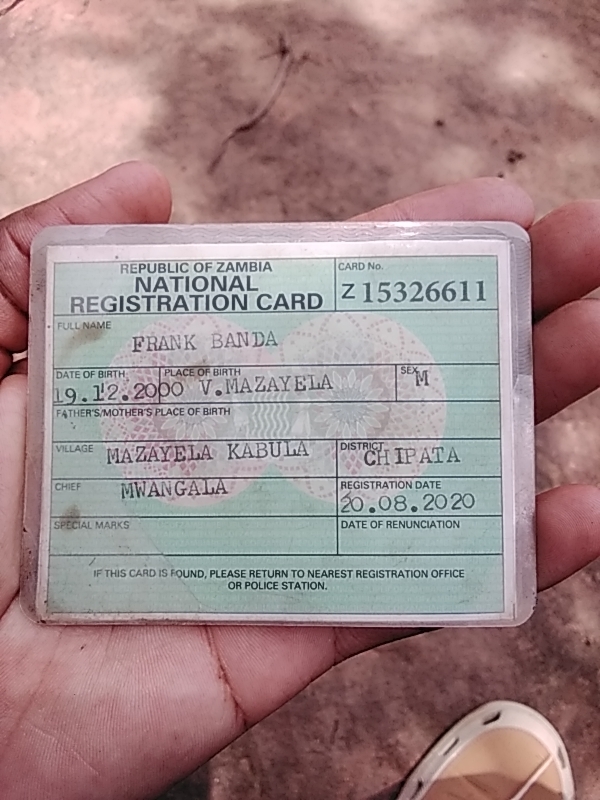 REPUBLIC OF ZAMBIA
NATIONAL
REGISTRATION CARD
CARD No.
Z 15326611
FULL NAME
FRANK BANDA
DATE OF BIRTH
19.12.2000
PLACE OF BIRTH
V.MAZAYELA
SEX
M
FATHER'S/MOTHER'S PLACE OF BIRTH
VILLAGE
MAZAYELA KABULA
DISTRICT
CHIPATA
CHIEF
MWANGALA
REGISTRATION DATE
20.08.2020
SPECIAL MARKS
DATE OF RENUNCIATION
IF THIS CARD IS FOUND, PLEASE RETURN TO NEAREST REGISTRATION OFFICE
OR POLICE STATION.